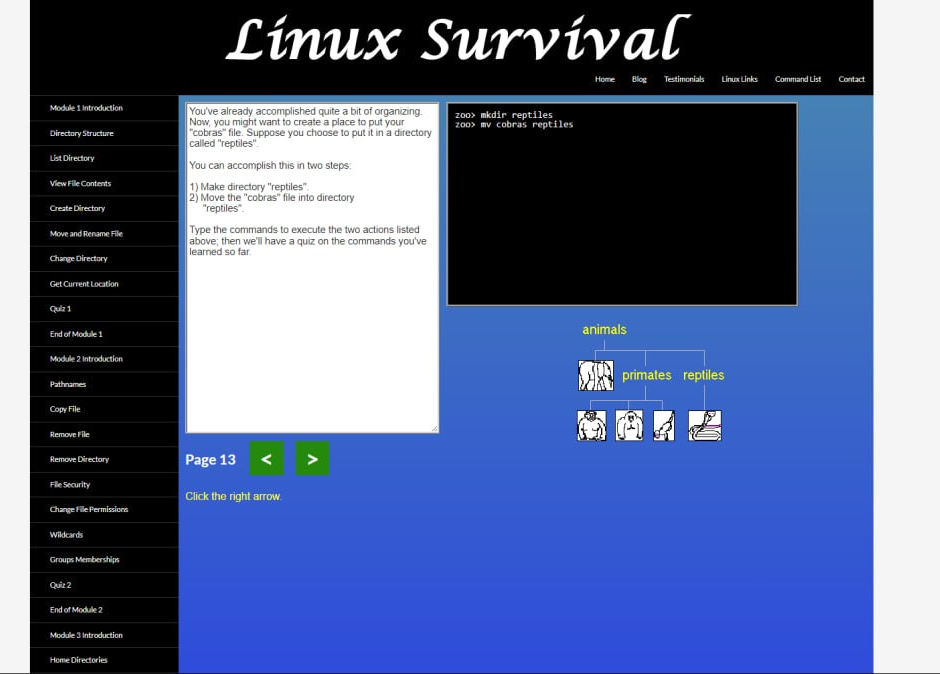 Linux Survival
Home Blog Testimonials Linux Links Command List Contact
Module 1 Introduction
Directory Structure
List Directory
View File Contents
Create Directory
Move and Rename File
Change Directory
Get Current Location
Quiz 1
End of Module 1
Module 2 Introduction
Pathnames
Copy File
Remove File
Remove Directory
File Security
Change File Permissions
Wildcards
Groups Memberships
Quiz 2
End of Module 2
Module 3 Introduction
Home Directories
You've already accomplished quite a bit of organizing.
Now, you might want to create a place to put your
"cobras" file. Suppose you choose to put it in a directory
called "reptiles".
You can accomplish this in two steps:
1) Make directory "reptiles".
2) Move the "cobras" file into directory
"reptiles".
Type the commands to execute the two actions listed
above; then we'll have a quiz on the commands you've
learned so far.
zoo> mkdir reptiles
zoo> mv cobras reptiles
animals
primates reptiles
Page 13 < >
Click the right arrow.